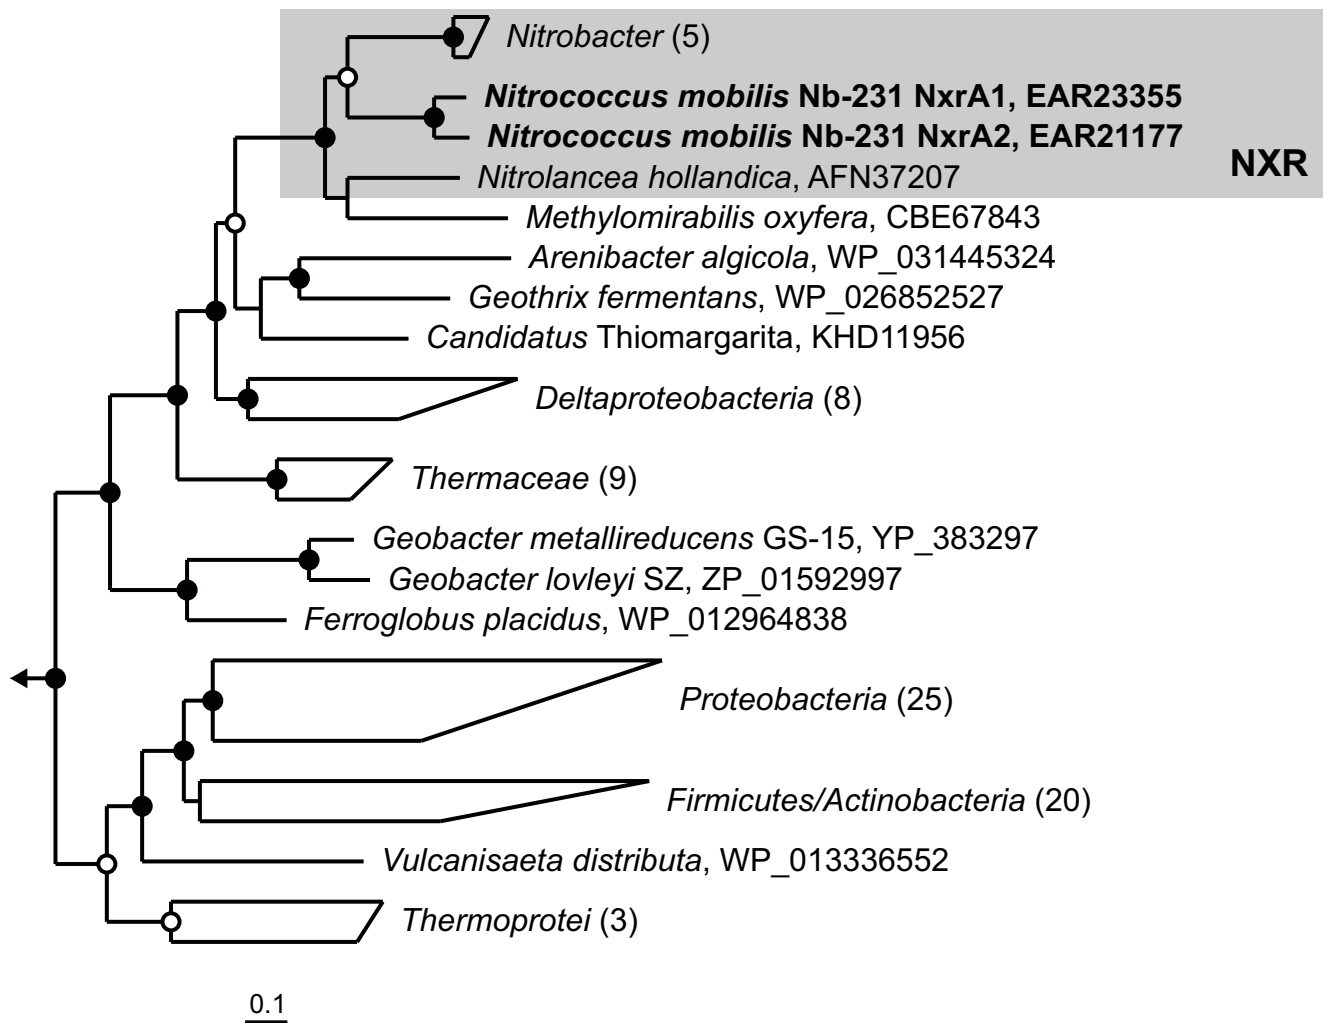 Nitrobacter (5)
Nitrococcus mobilis Nb-231 NxrA1, EAR23355
Nitrococcus mobilis Nb-231 NxrA2, EAR21177
NXR
Nitrolancea hollandica, AFN37207
Methylomirabilis oxyfera, CBE67843
Arenibacter algicola, WP_031445324
Geothrix fermentans, WP_026852527
Candidatus Thiomargarita, KHD11956
Deltaproteobacteria (8)
Thermaceae (9)
Geobacter metallireducens GS-15, YP_383297
Geobacter lovleyi SZ, ZP_01592997
Ferroglobus placidus, WP_012964838
Proteobacteria (25)
Firmicutes/Actinobacteria (20)
Vulcanisaeta distributa, WP_013336552
Thermoprotei (3)
0.1